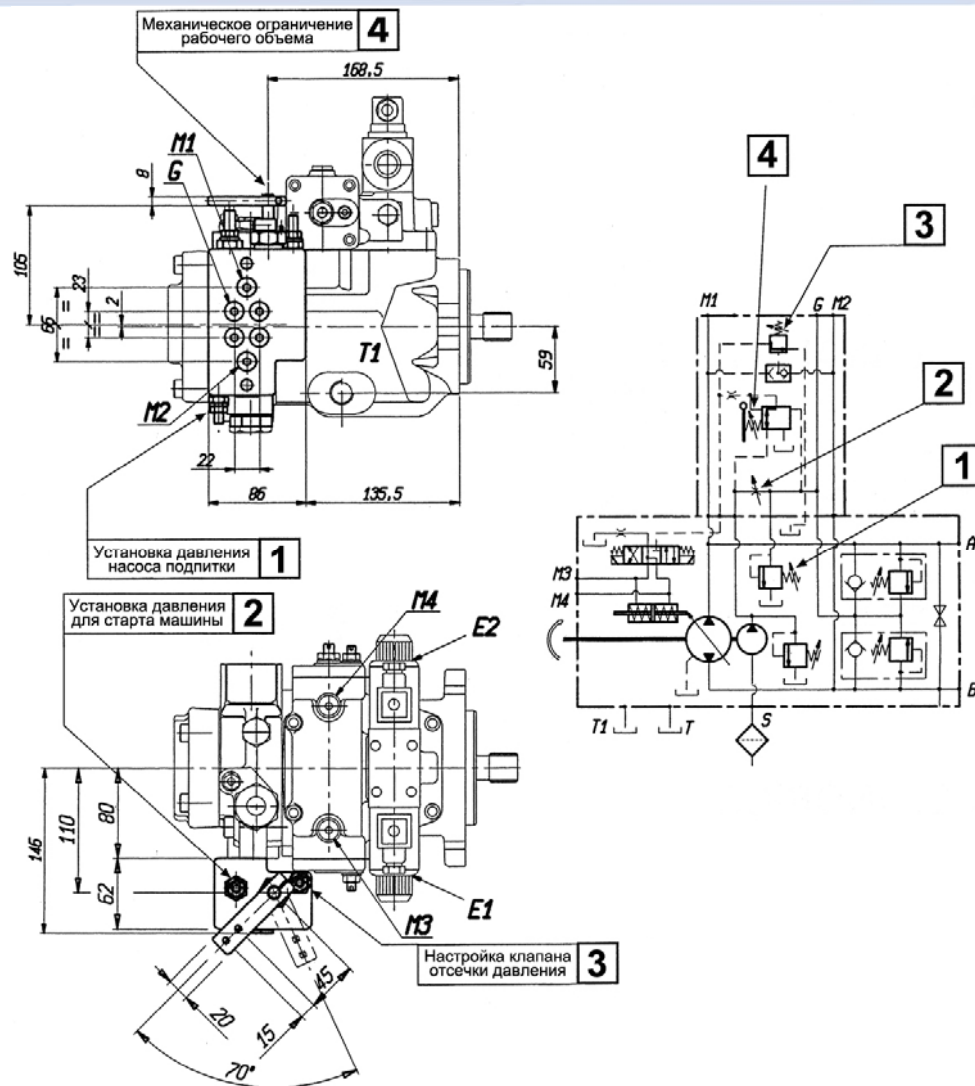 Механическое ограничение
рабочего объема
4
168,5
M1
G
8
105
66
23
2
=
=
=
=
T1
59
M2
22
86
135,5
Установка давления
насоса подпитки
1
Установка давления
для старта машины
2
M4
E2
146
110
80
62
M3
E1
Настройка клапана
отсечки давления
3
20
15
45
70°
4
3
M1
G
M2
2
1
A
M3
M4
B
T1
T
S